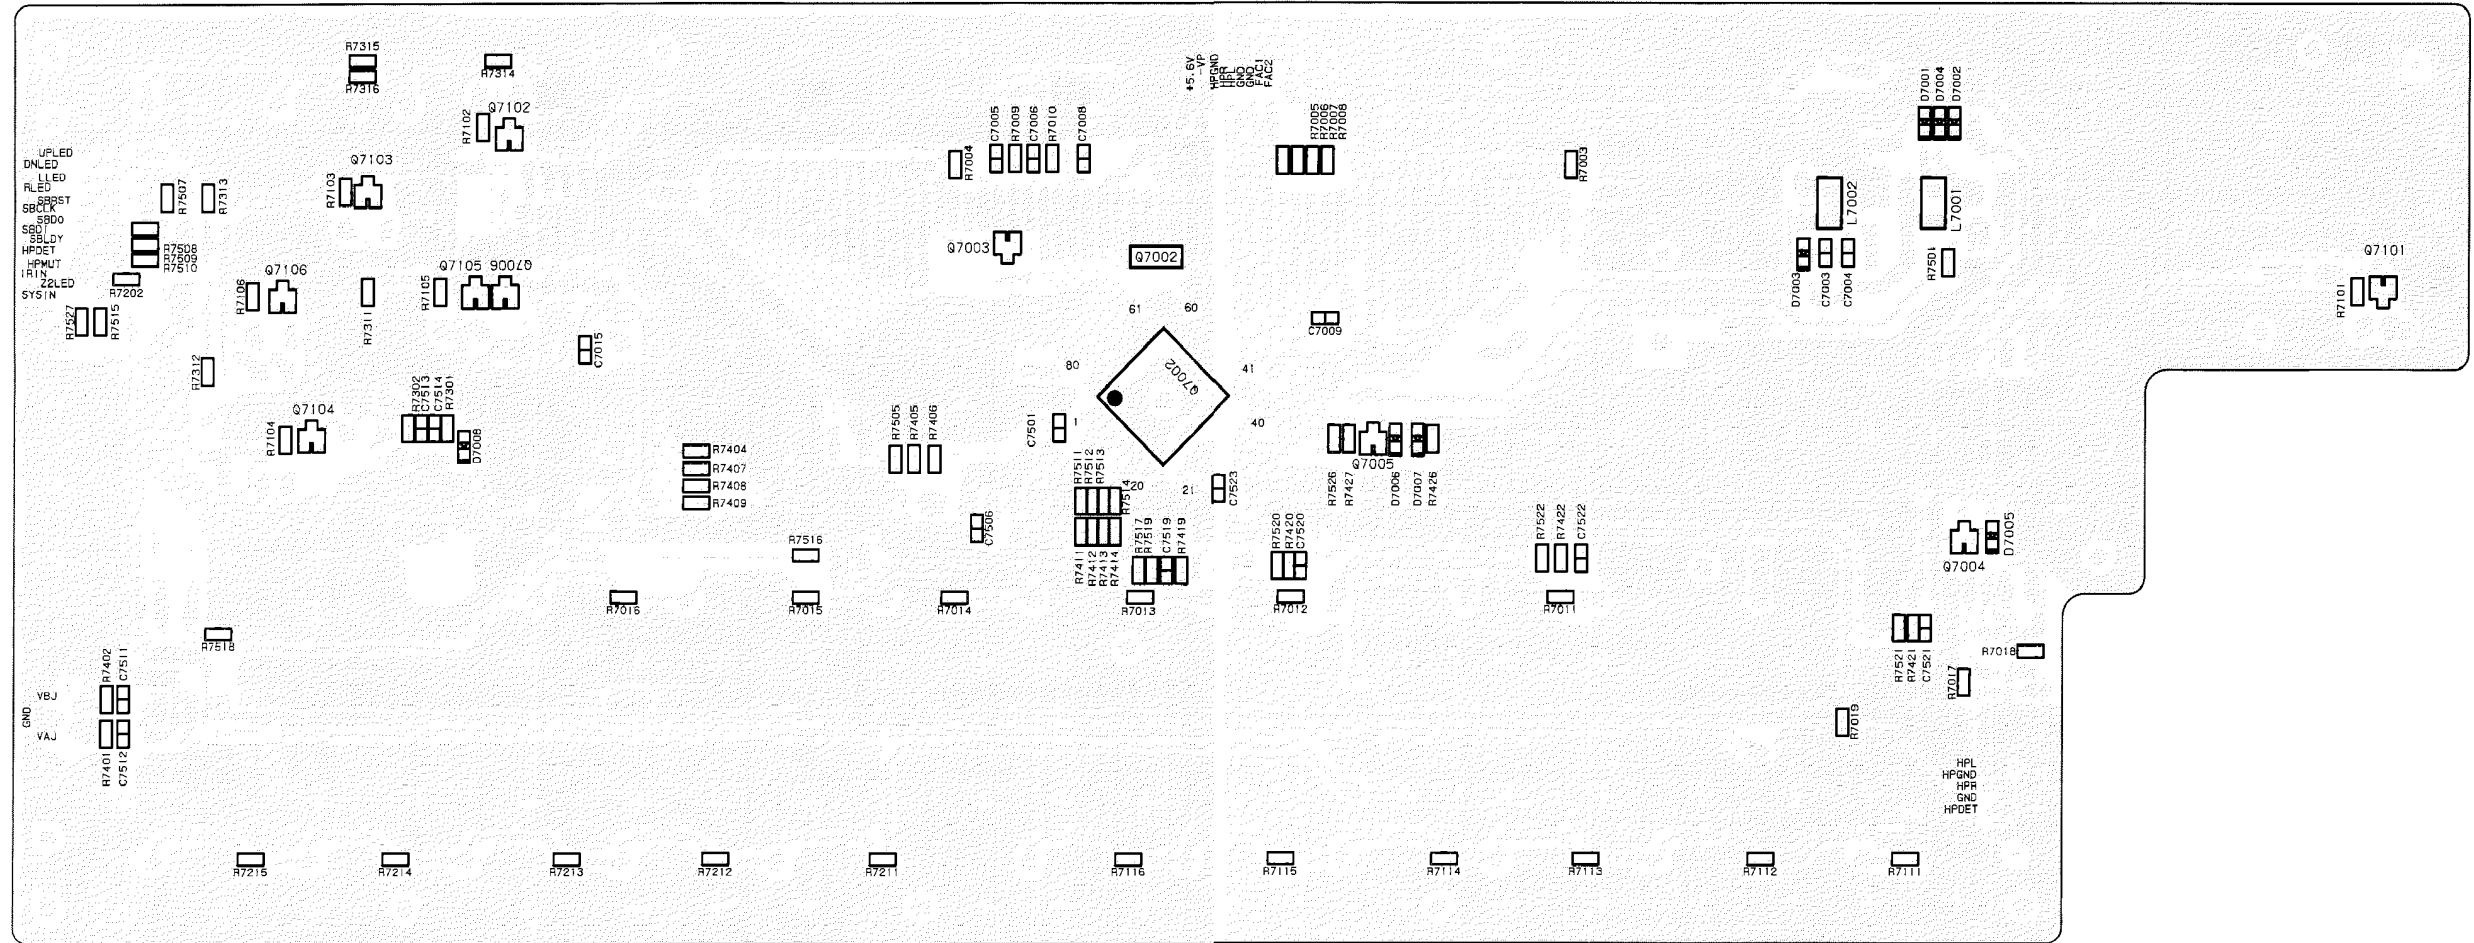 R7315
R7316
R7314
Q7102
R7102
Q7103
R7103
UPLED
DNLED
LLED
RLED
SBRST
SBCLK
SBDO
SBDI
SBLDY
HPDET
HPMUT
IRIN
Z2LED
SYSIN
R7507
R7313
R7508
R7509
R7510
R7202
R7527
R7515
Q7106
R7106
R7311
R7105
Q7105
Q7006
R7312
C7015
Q7104
R7104
R7302
C7513
C7514
R7301
D7008
+5.6V
-VP
HPGND
HPR
HPL
GND
GND
FAC1
FAC2
R7004
C7005
R7009
C7006
R7010
C7008
R7005
R7006
R7007
R7008
R7003
D7001
D7004
D7002
L7002
L7001
Q7003
Q7002
D7003
C7003
C7004
R7501
Q7101
R7101
61
60
C7009
80
41
Q7002
1
40
20
21
C7501
R7505
R7405
R7406
R7404
R7407
R7408
R7409
R7511
R7512
R7513
R7514
C7523
R7526
R7427
Q7005
D7006
D7007
R7426
C7506
R7411
R7412
R7413
R7414
R7517
R7519
C7519
R7419
R7520
R7420
C7520
R7522
R7422
C7522
Q7004
D7005
R7516
R7016
R7015
R7014
R7013
R7012
R7011
R7518
R7521
R7421
C7521
R7018
R7017
R7019
R7402
C7511
VBJ
GND
VAJ
R7401
C7512
HPL
HPGND
HPR
GND
HPDET
R7215
R7214
R7213
R7212
R7211
R7116
R7115
R7114
R7113
R7112
R7111